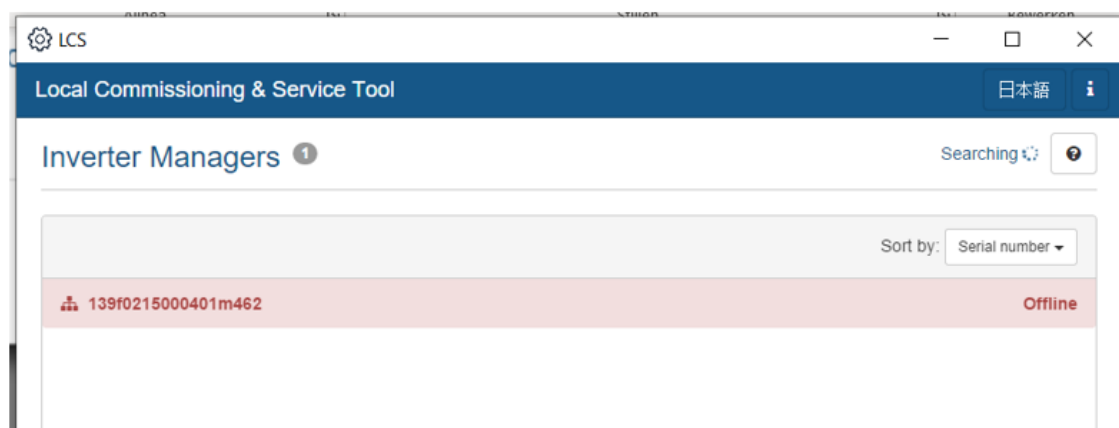 LCS
Local Commissioning & Service Tool 日本語 i
Inverter Managers 1 Searching ?
Sort by: Serial number
139f0215000401m462 Offline